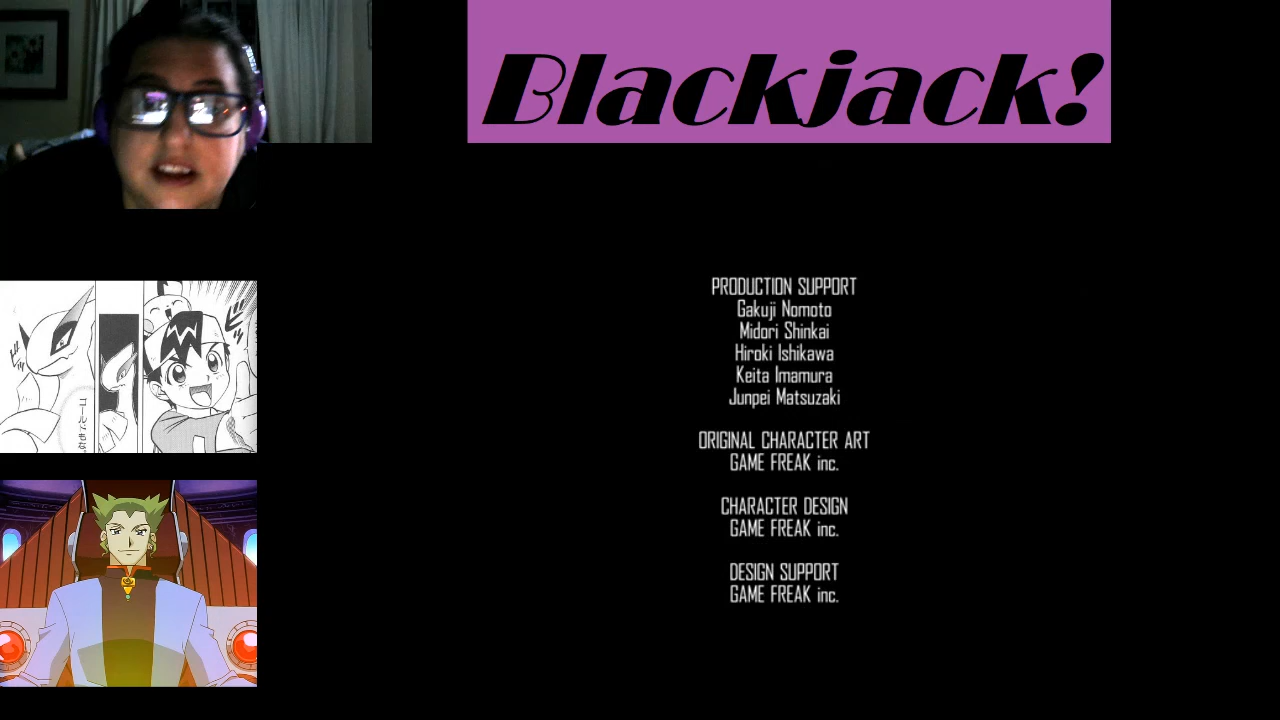 Blackjack!
PRODUCTION SUPPORT
Gakuji Nomoto
Midori Shinkai
Hiroki Ishikawa
Keita Imamura
Junpei Matsuzaki
ORIGINAL CHARACTER ART
GAME FREAK inc.
CHARACTER DESIGN
GAME FREAK inc.
DESIGN SUPPORT
GAME FREAK inc.